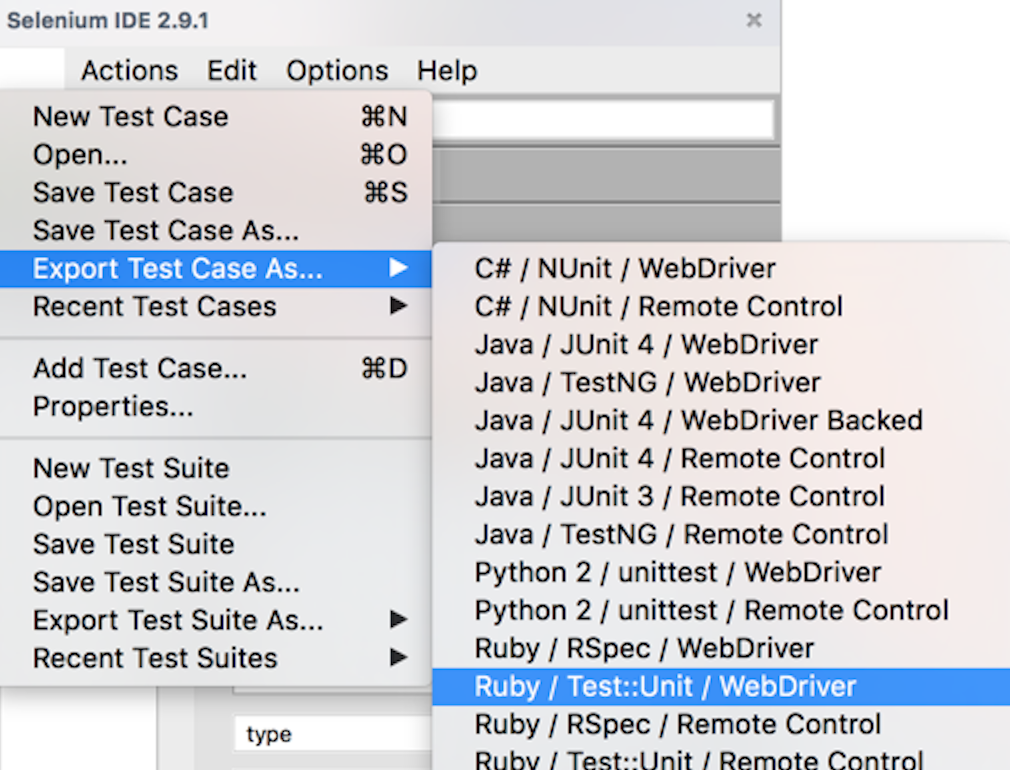 Selenium IDE 2.9.1
Actions Edit Options Help
New Test Case ⌘N
Open... ⌘O
Save Test Case ⌘S
Save Test Case As...
Export Test Case As...
Recent Test Cases
Add Test Case... ⌘D
Properties...
New Test Suite
Open Test Suite...
Save Test Suite
Save Test Suite As...
Export Test Suite As...
Recent Test Suites
C# / NUnit / WebDriver
C# / NUnit / Remote Control
Java / JUnit 4 / WebDriver
Java / TestNG / WebDriver
Java / JUnit 4 / WebDriver Backed
Java / JUnit 4 / Remote Control
Java / JUnit 3 / Remote Control
Java / TestNG / Remote Control
Python 2 / unittest / WebDriver
Python 2 / unittest / Remote Control
Ruby / RSpec / WebDriver
Ruby / Test::Unit / WebDriver
Ruby / RSpec / Remote Control
Ruby / Test::Unit / Remote Control
type